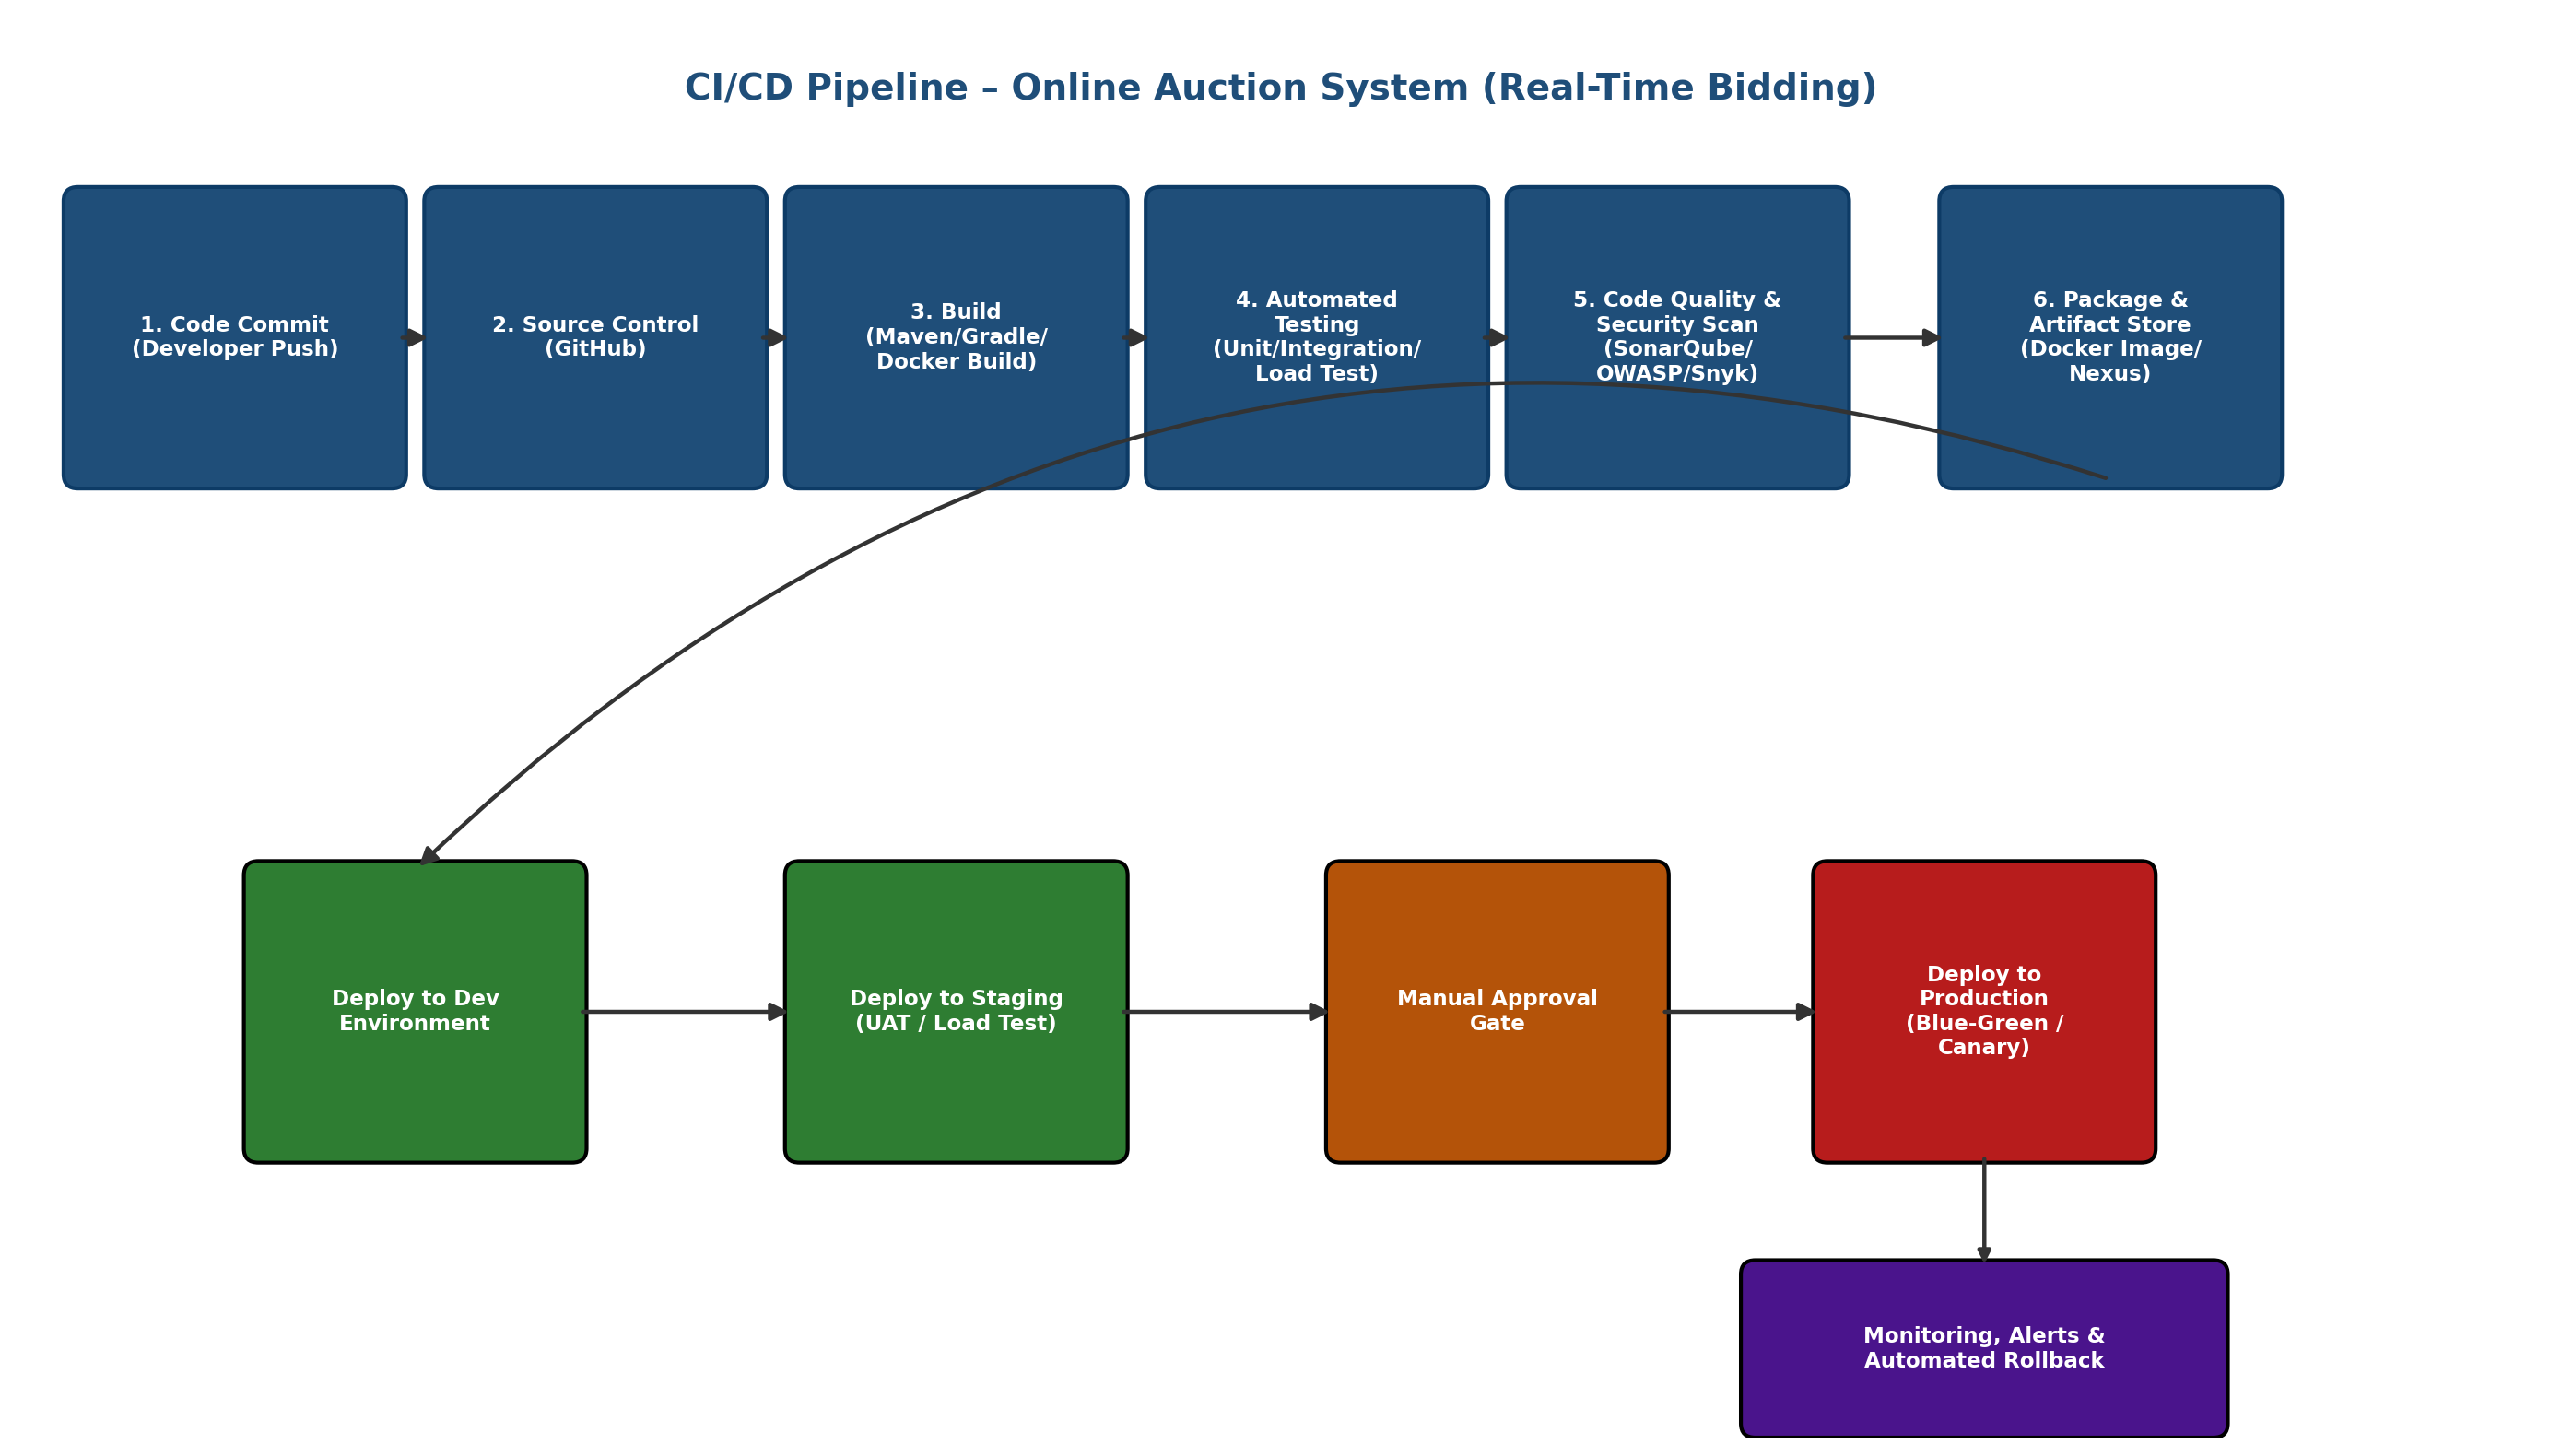 CI/CD Pipeline – Online Auction System (Real-Time Bidding)
1. Code Commit
(Developer Push)
2. Source Control
(GitHub)
3. Build
(Maven/Gradle/
Docker Build)
4. Automated
Testing
(Unit/Integration/
Load Test)
5. Code Quality &
Security Scan
(SonarQube/
OWASP/Snyk)
6. Package &
Artifact Store
(Docker Image/
Nexus)
Deploy to Dev
Environment
Deploy to Staging
(UAT / Load Test)
Manual Approval
Gate
Deploy to
Production
(Blue-Green /
Canary)
Monitoring, Alerts &
Automated Rollback